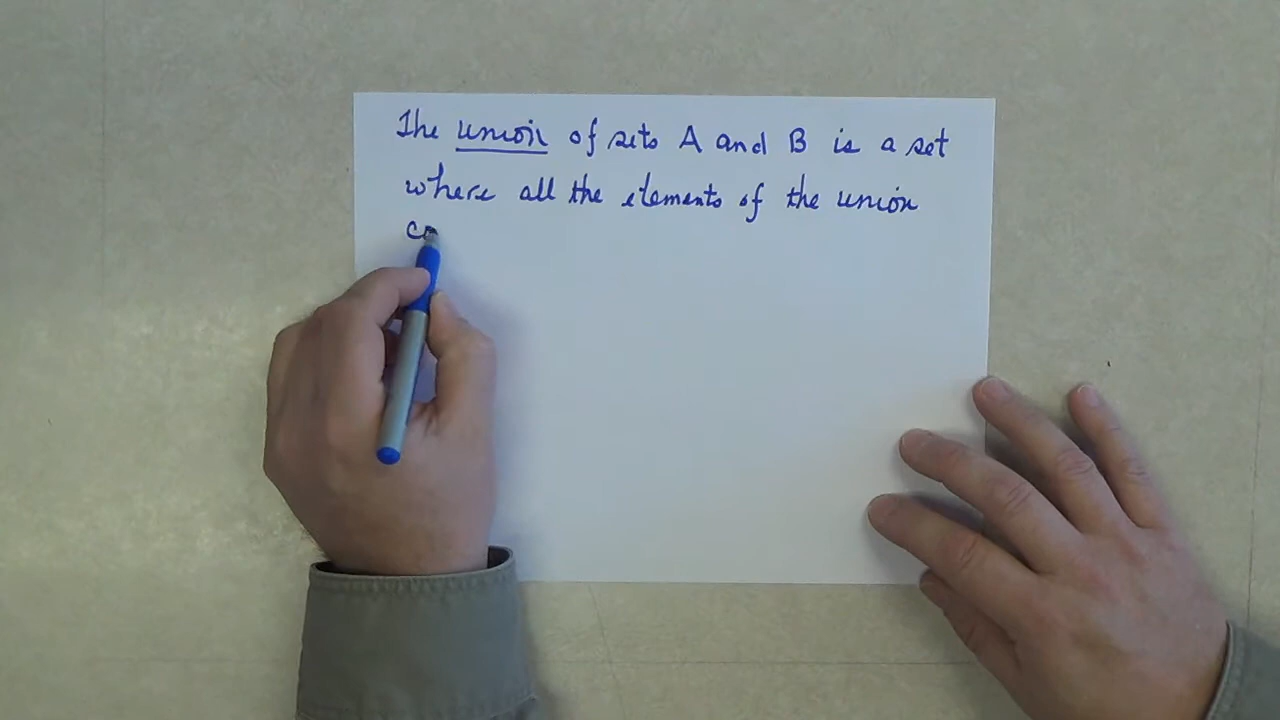 The union of sets A and B is a set
where all the elements of the union